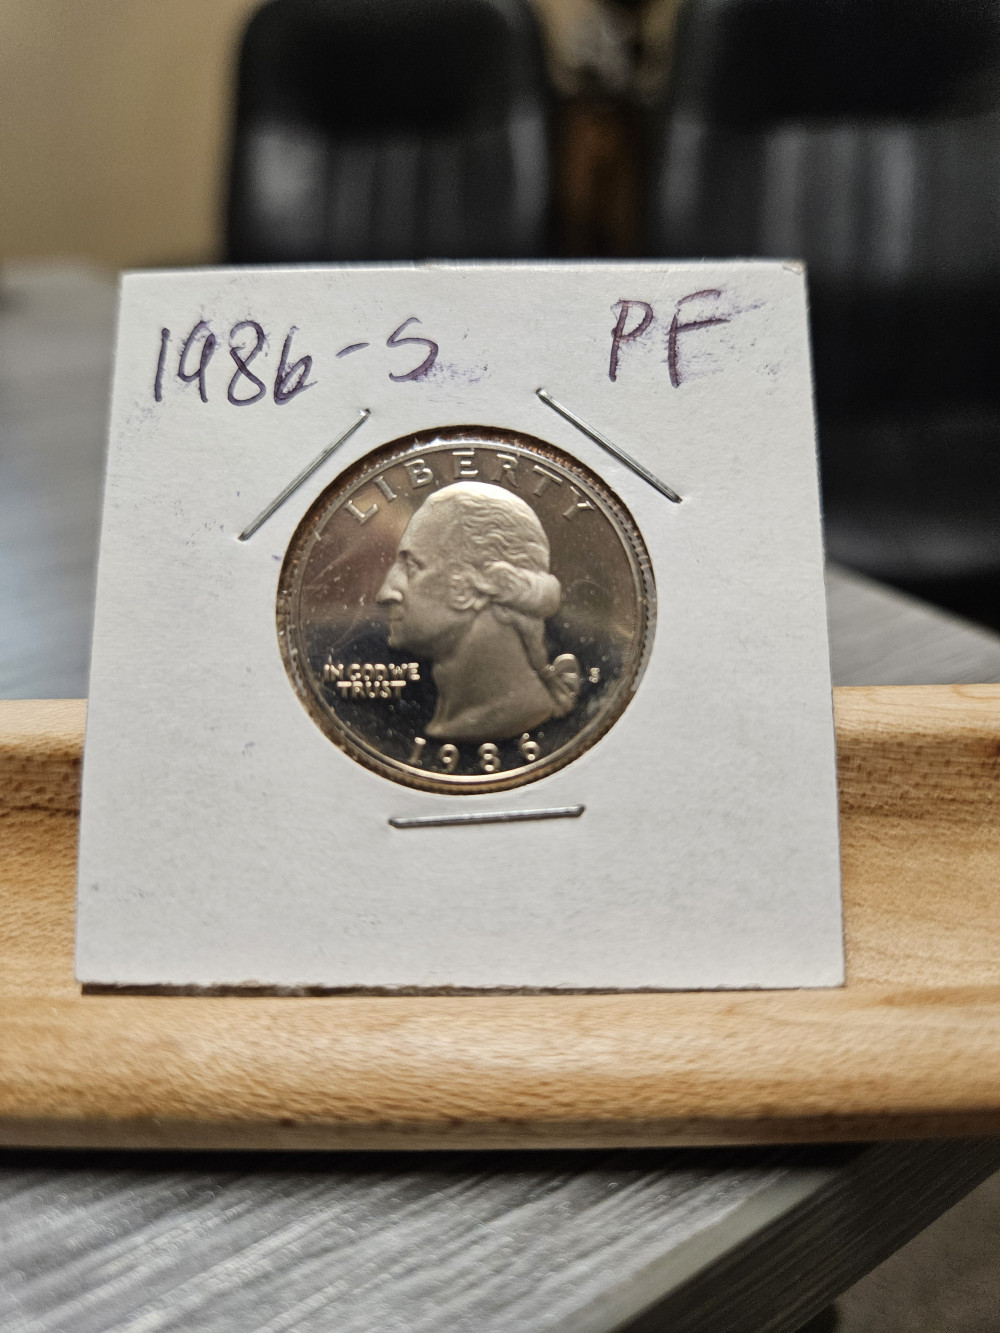 1986-S PF
LIBERTY
IN GOD WE
TRUST
S
1986